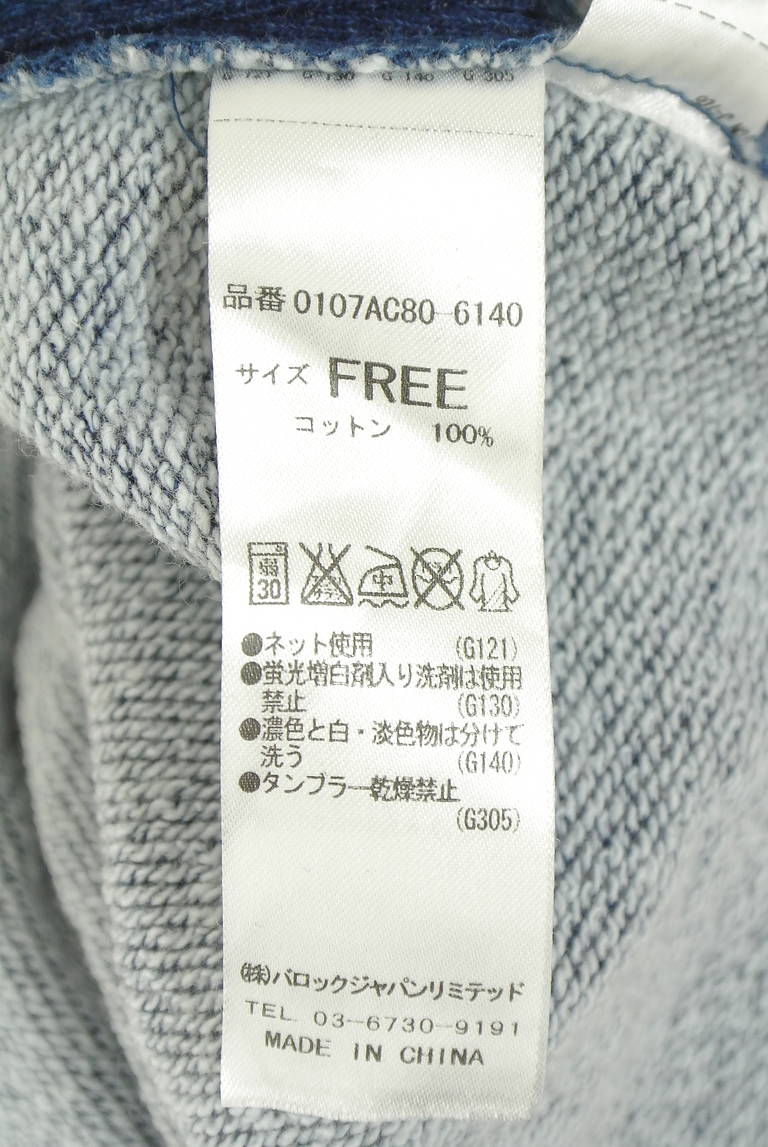 G 121 G 130 G 140 G 305
品番 0107AC80-6140
サイズ FREE
コットン 100%
弱 中
30
●ネット使用 (G121)
●蛍光増白剤入り洗剤は使用
禁止 (G130)
●濃色と白・淡色物は分けて
洗う (G140)
●タンブラー乾燥禁止
(G305)
㈱バロックジャパンリミテッド
TEL 03-6730-9191
MADE IN CHINA